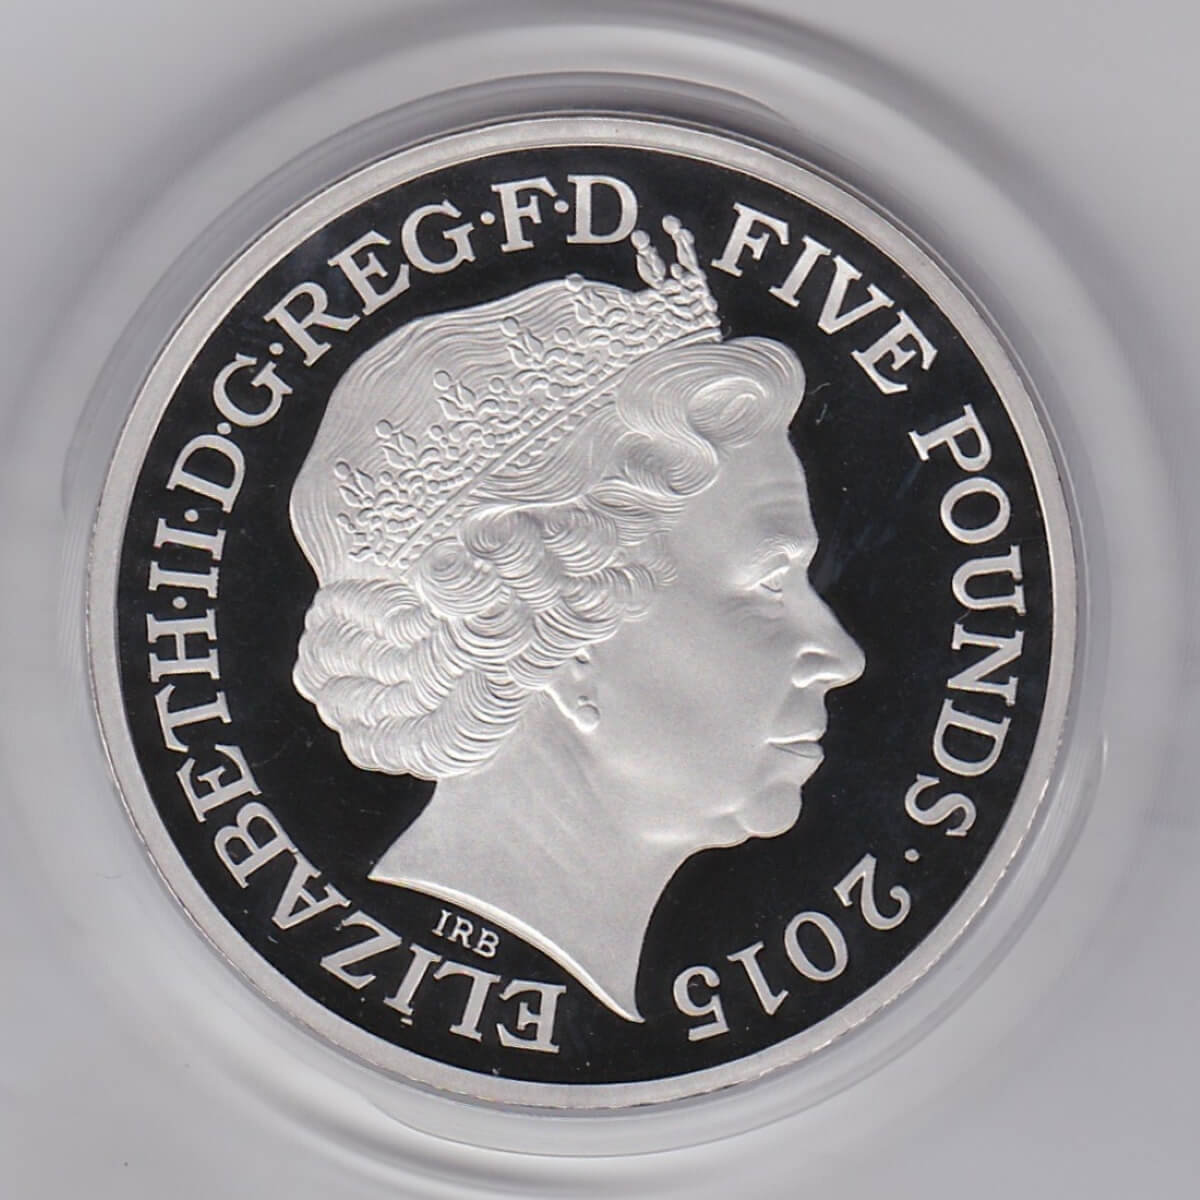 ELIZABETH·II·D·G·REG·F·D
FIVE POUNDS·2015
IRB